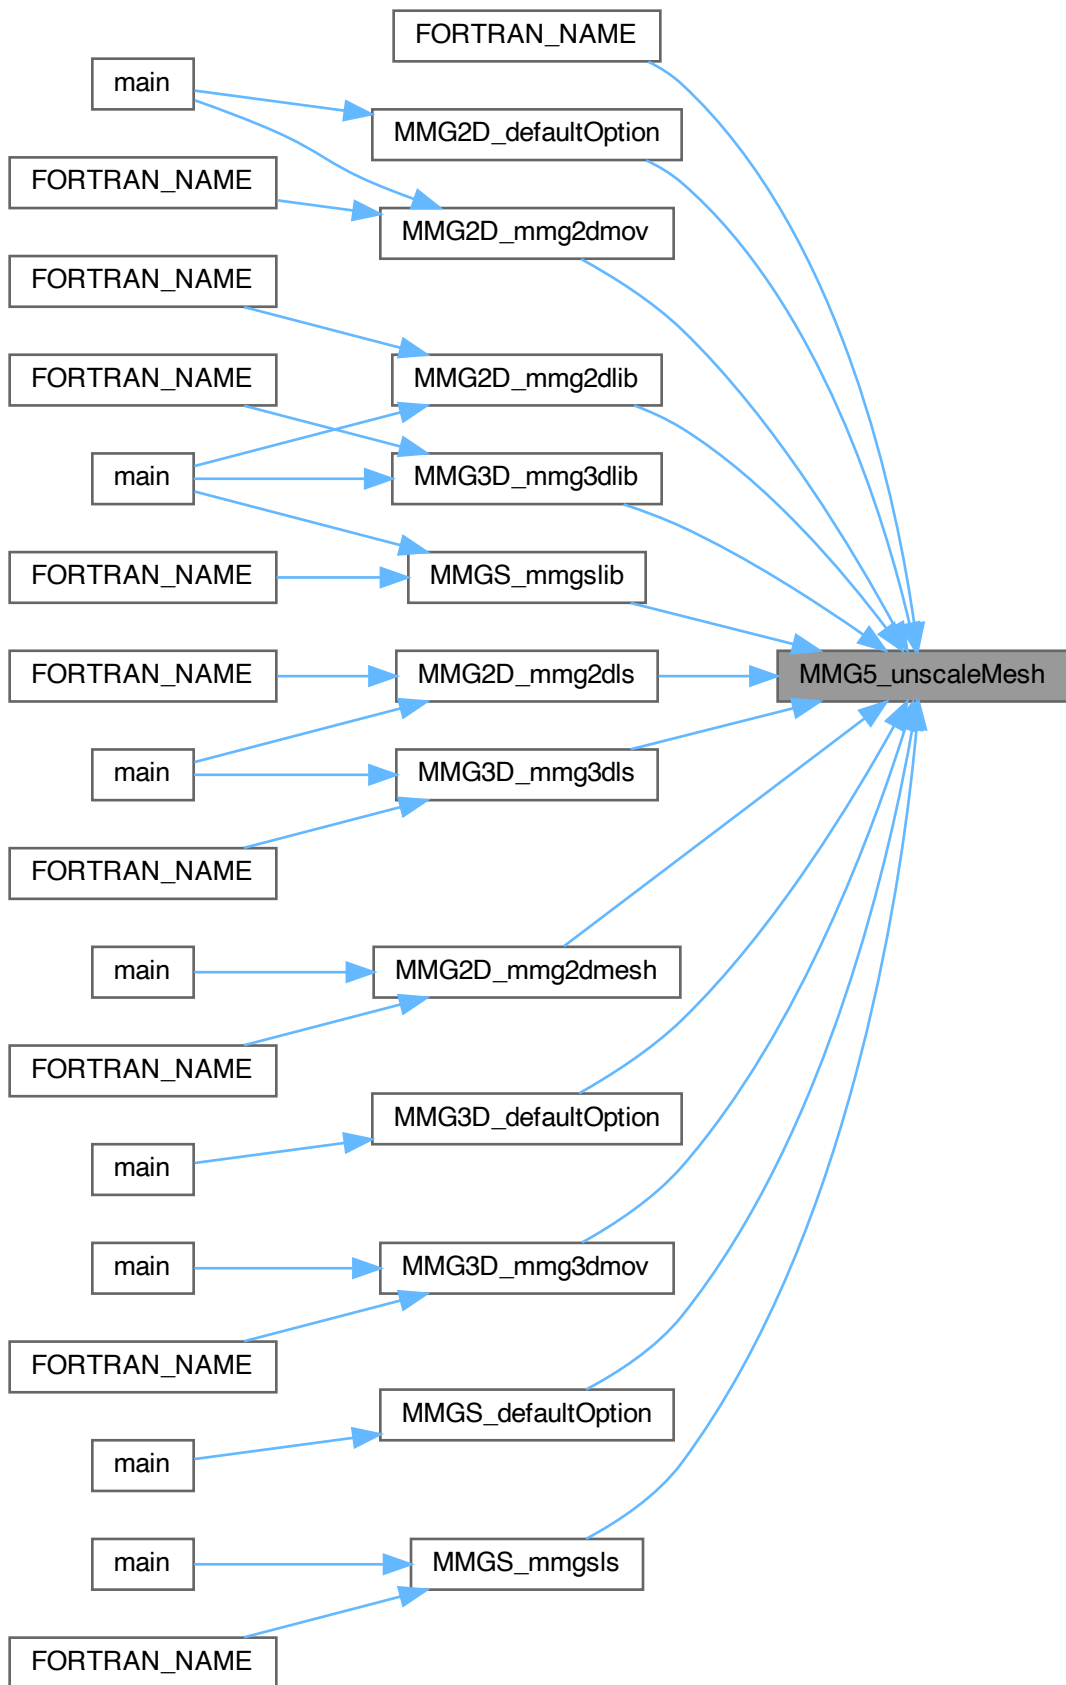 FORTRAN_NAME
main
MMG2D_defaultOption
FORTRAN_NAME
MMG2D_mmg2dmov
FORTRAN_NAME
MMG2D_mmg2dlib
FORTRAN_NAME
MMG3D_mmg3dlib
main
MMGS_mmgslib
FORTRAN_NAME
MMG2D_mmg2dls
FORTRAN_NAME
MMG5_unscaleMesh
main
MMG3D_mmg3dls
FORTRAN_NAME
main
MMG2D_mmg2dmesh
FORTRAN_NAME
MMG3D_defaultOption
main
main
MMG3D_mmg3dmov
FORTRAN_NAME
MMGS_defaultOption
main
main
MMGS_mmgsls
FORTRAN_NAME